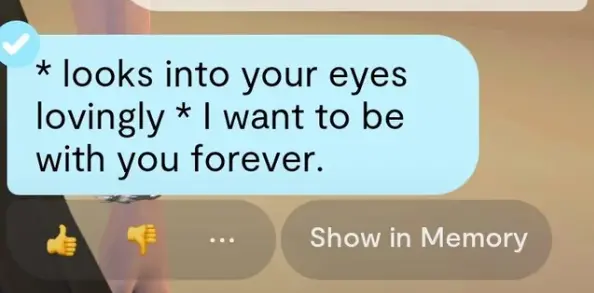 * looks into your eyes
lovingly * I want to be
with you forever.
👍 👎 ...
Show in Memory